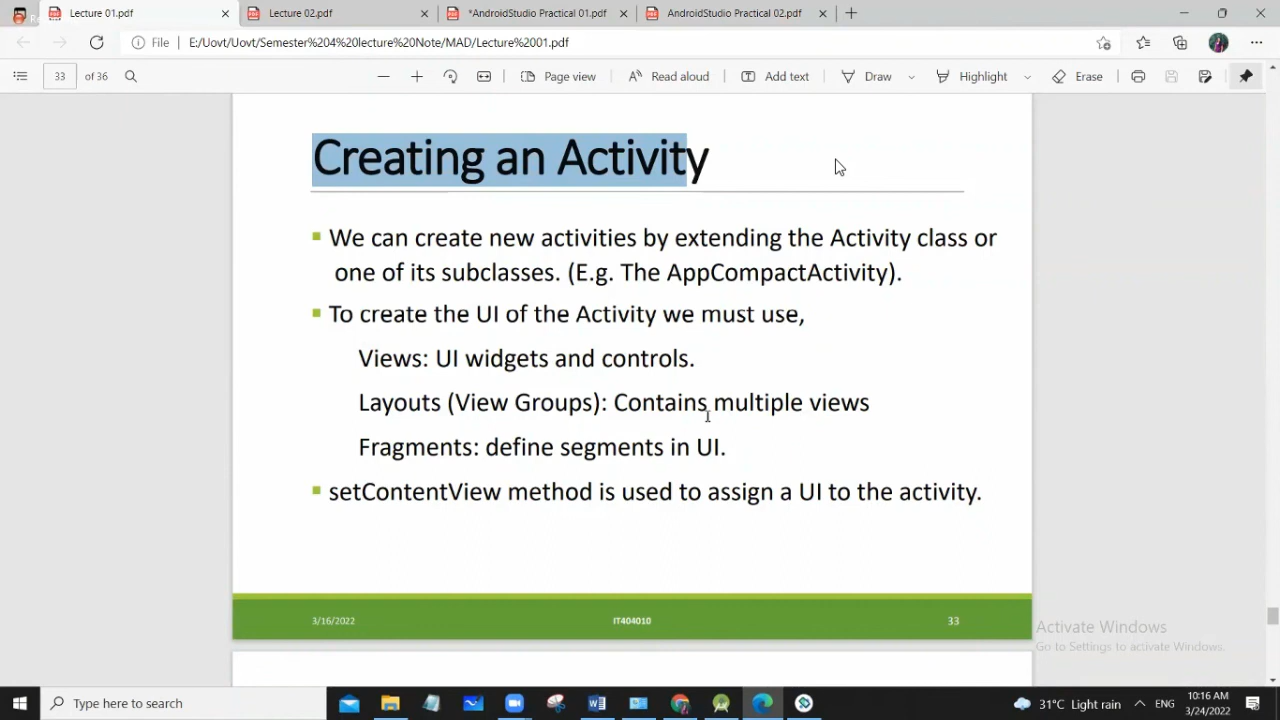 Re
Lecture 01.pdf
Lecture 02.pdf
*AndroidStudio Practical 01.pdf
AndroidStudio Practical 02.pdf
File
E:/Uovt/Uovt/Semester%204%20lecture%20Note/MAD/Lecture%2001.pdf
33
of 36
Page view
Read aloud
Add text
Draw
Highlight
Erase
Creating an Activity
We can create new activities by extending the Activity class or
one of its subclasses. (E.g. The AppCompactActivity).
To create the UI of the Activity we must use,
Views: UI widgets and controls.
Layouts (View Groups): Contains multiple views
Fragments: define segments in UI.
setContentView method is used to assign a UI to the activity.
3/16/2022
IT404010
33
Activate Windows
Go to Settings to activate Windows.
Type here to search
31°C Light rain
ENG
10:16 AM
3/24/2022